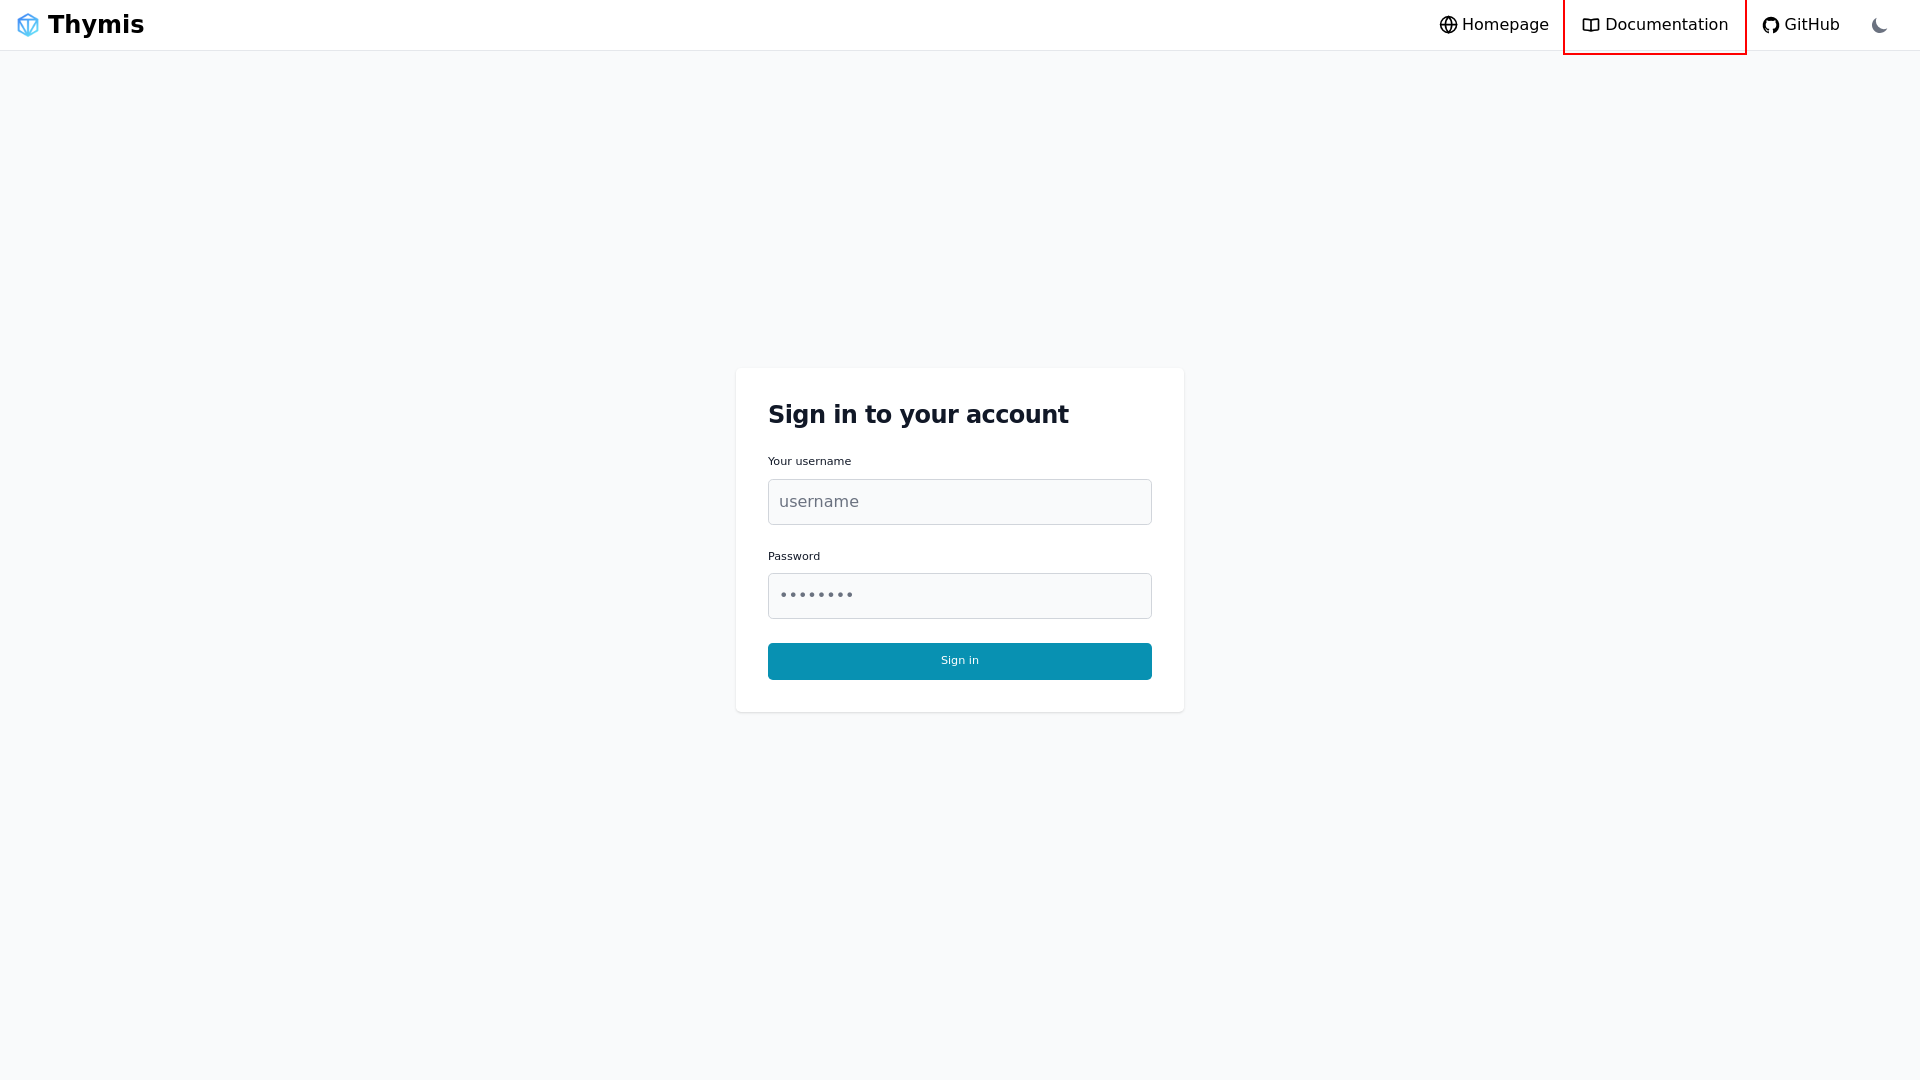 Thymis
Homepage
Documentation
GitHub
Sign in to your account
Your username
username
Password
••••••••
Sign in